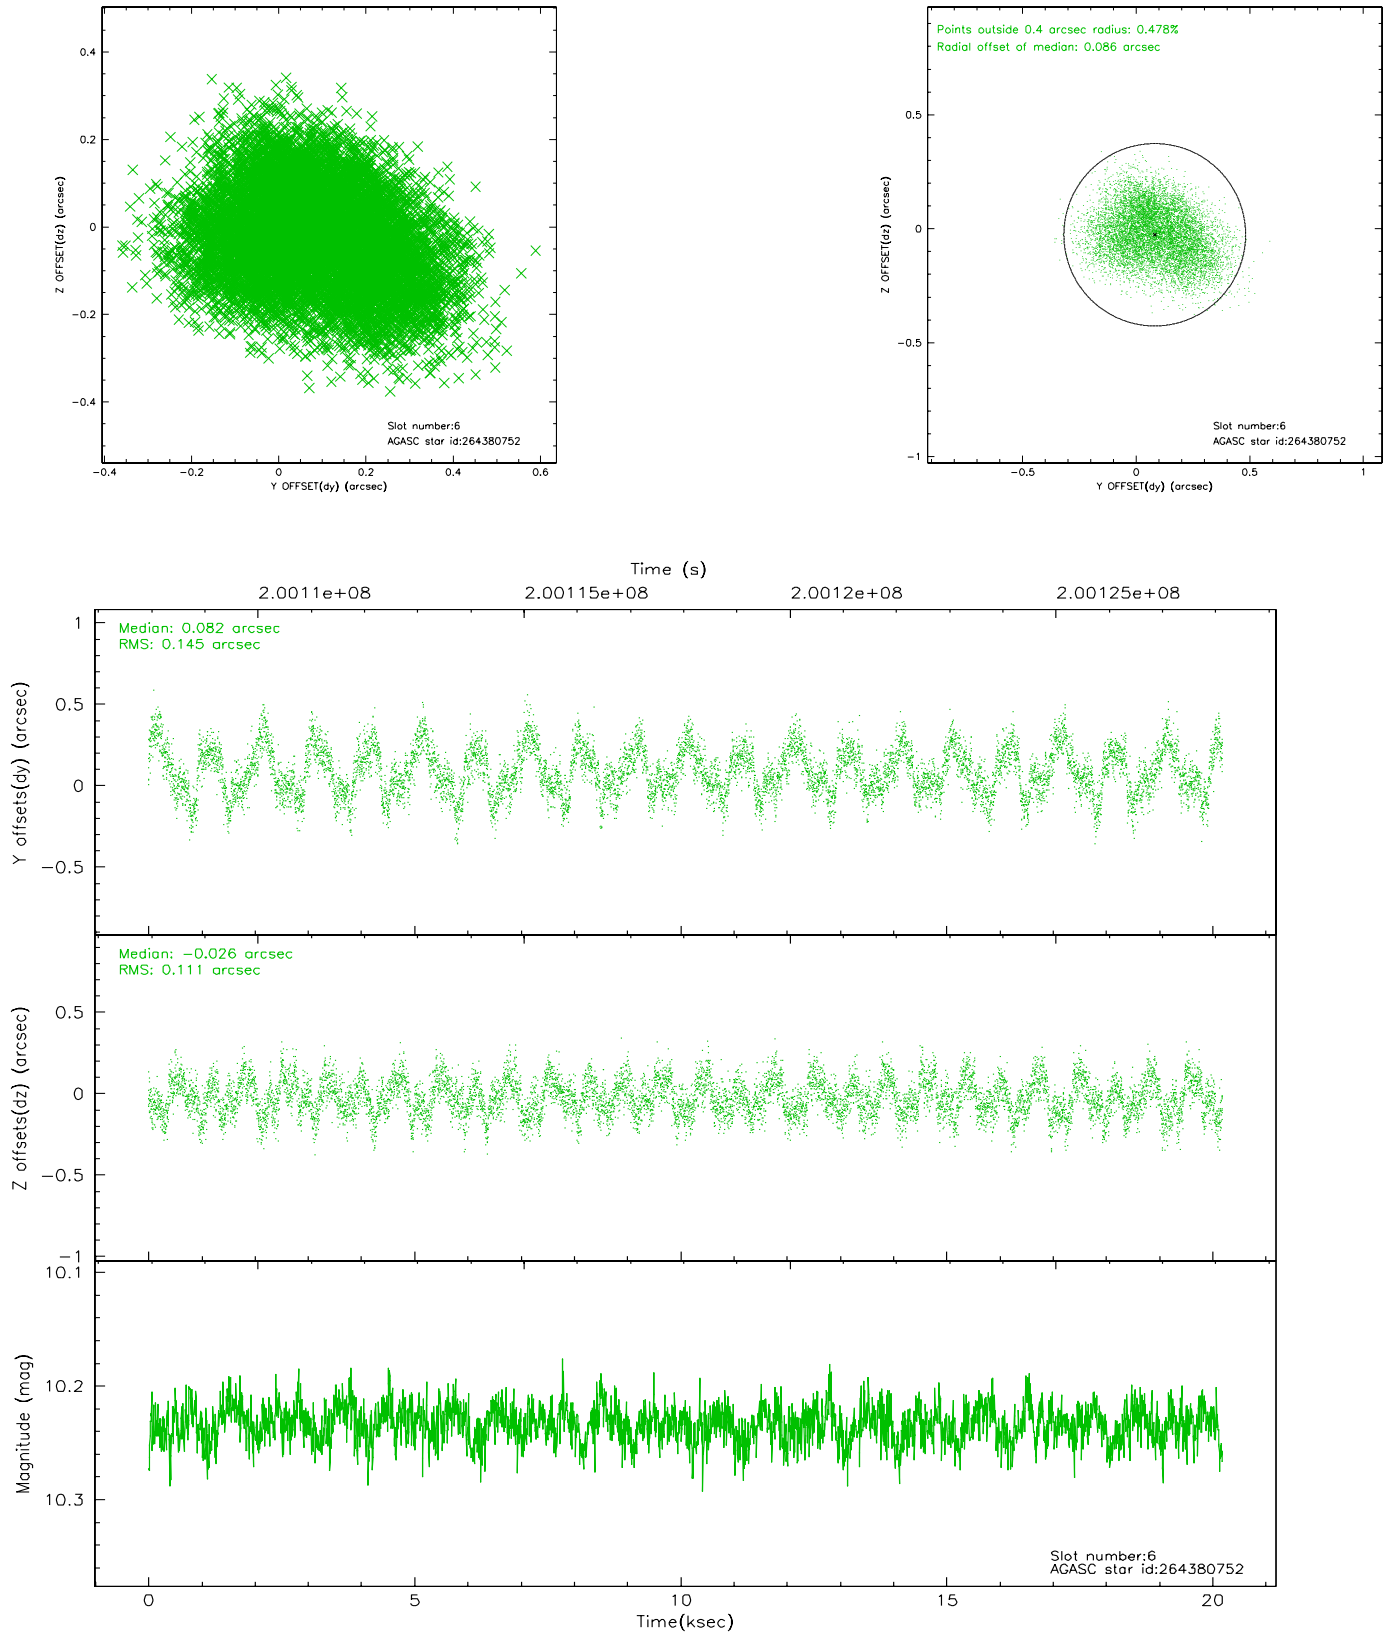 0.4
0.2
0
−0.2
−0.4
Z OFFSET(dz) (arcsec)
Slot number:6
AGASC star id:264380752
−0.4 −0.2 0 0.2 0.4 0.6
Y OFFSET(dy) (arcsec)
Points outside 0.4 arcsec radius: 0.478%
Radial offset of median: 0.086 arcsec
0.5
0
−0.5
−1
Z OFFSET(dz) (arcsec)
Slot number:6
AGASC star id:264380752
−0.5 0 0.5 1
Y OFFSET(dy) (arcsec)
Time (s)
2.0011e+08 2.00115e+08 2.0012e+08 2.00125e+08
Median: 0.082 arcsec
RMS: 0.145 arcsec
1
0.5
0
−0.5
Y offsets(dy) (arcsec)
Median: −0.026 arcsec
RMS: 0.111 arcsec
0.5
0
−0.5
−1
Z offsets(dz) (arcsec)
10.1
10.2
10.3
Magnitude (mag)
Slot number:6
AGASC star id:264380752
0 5 10 15 20
Time(ksec)